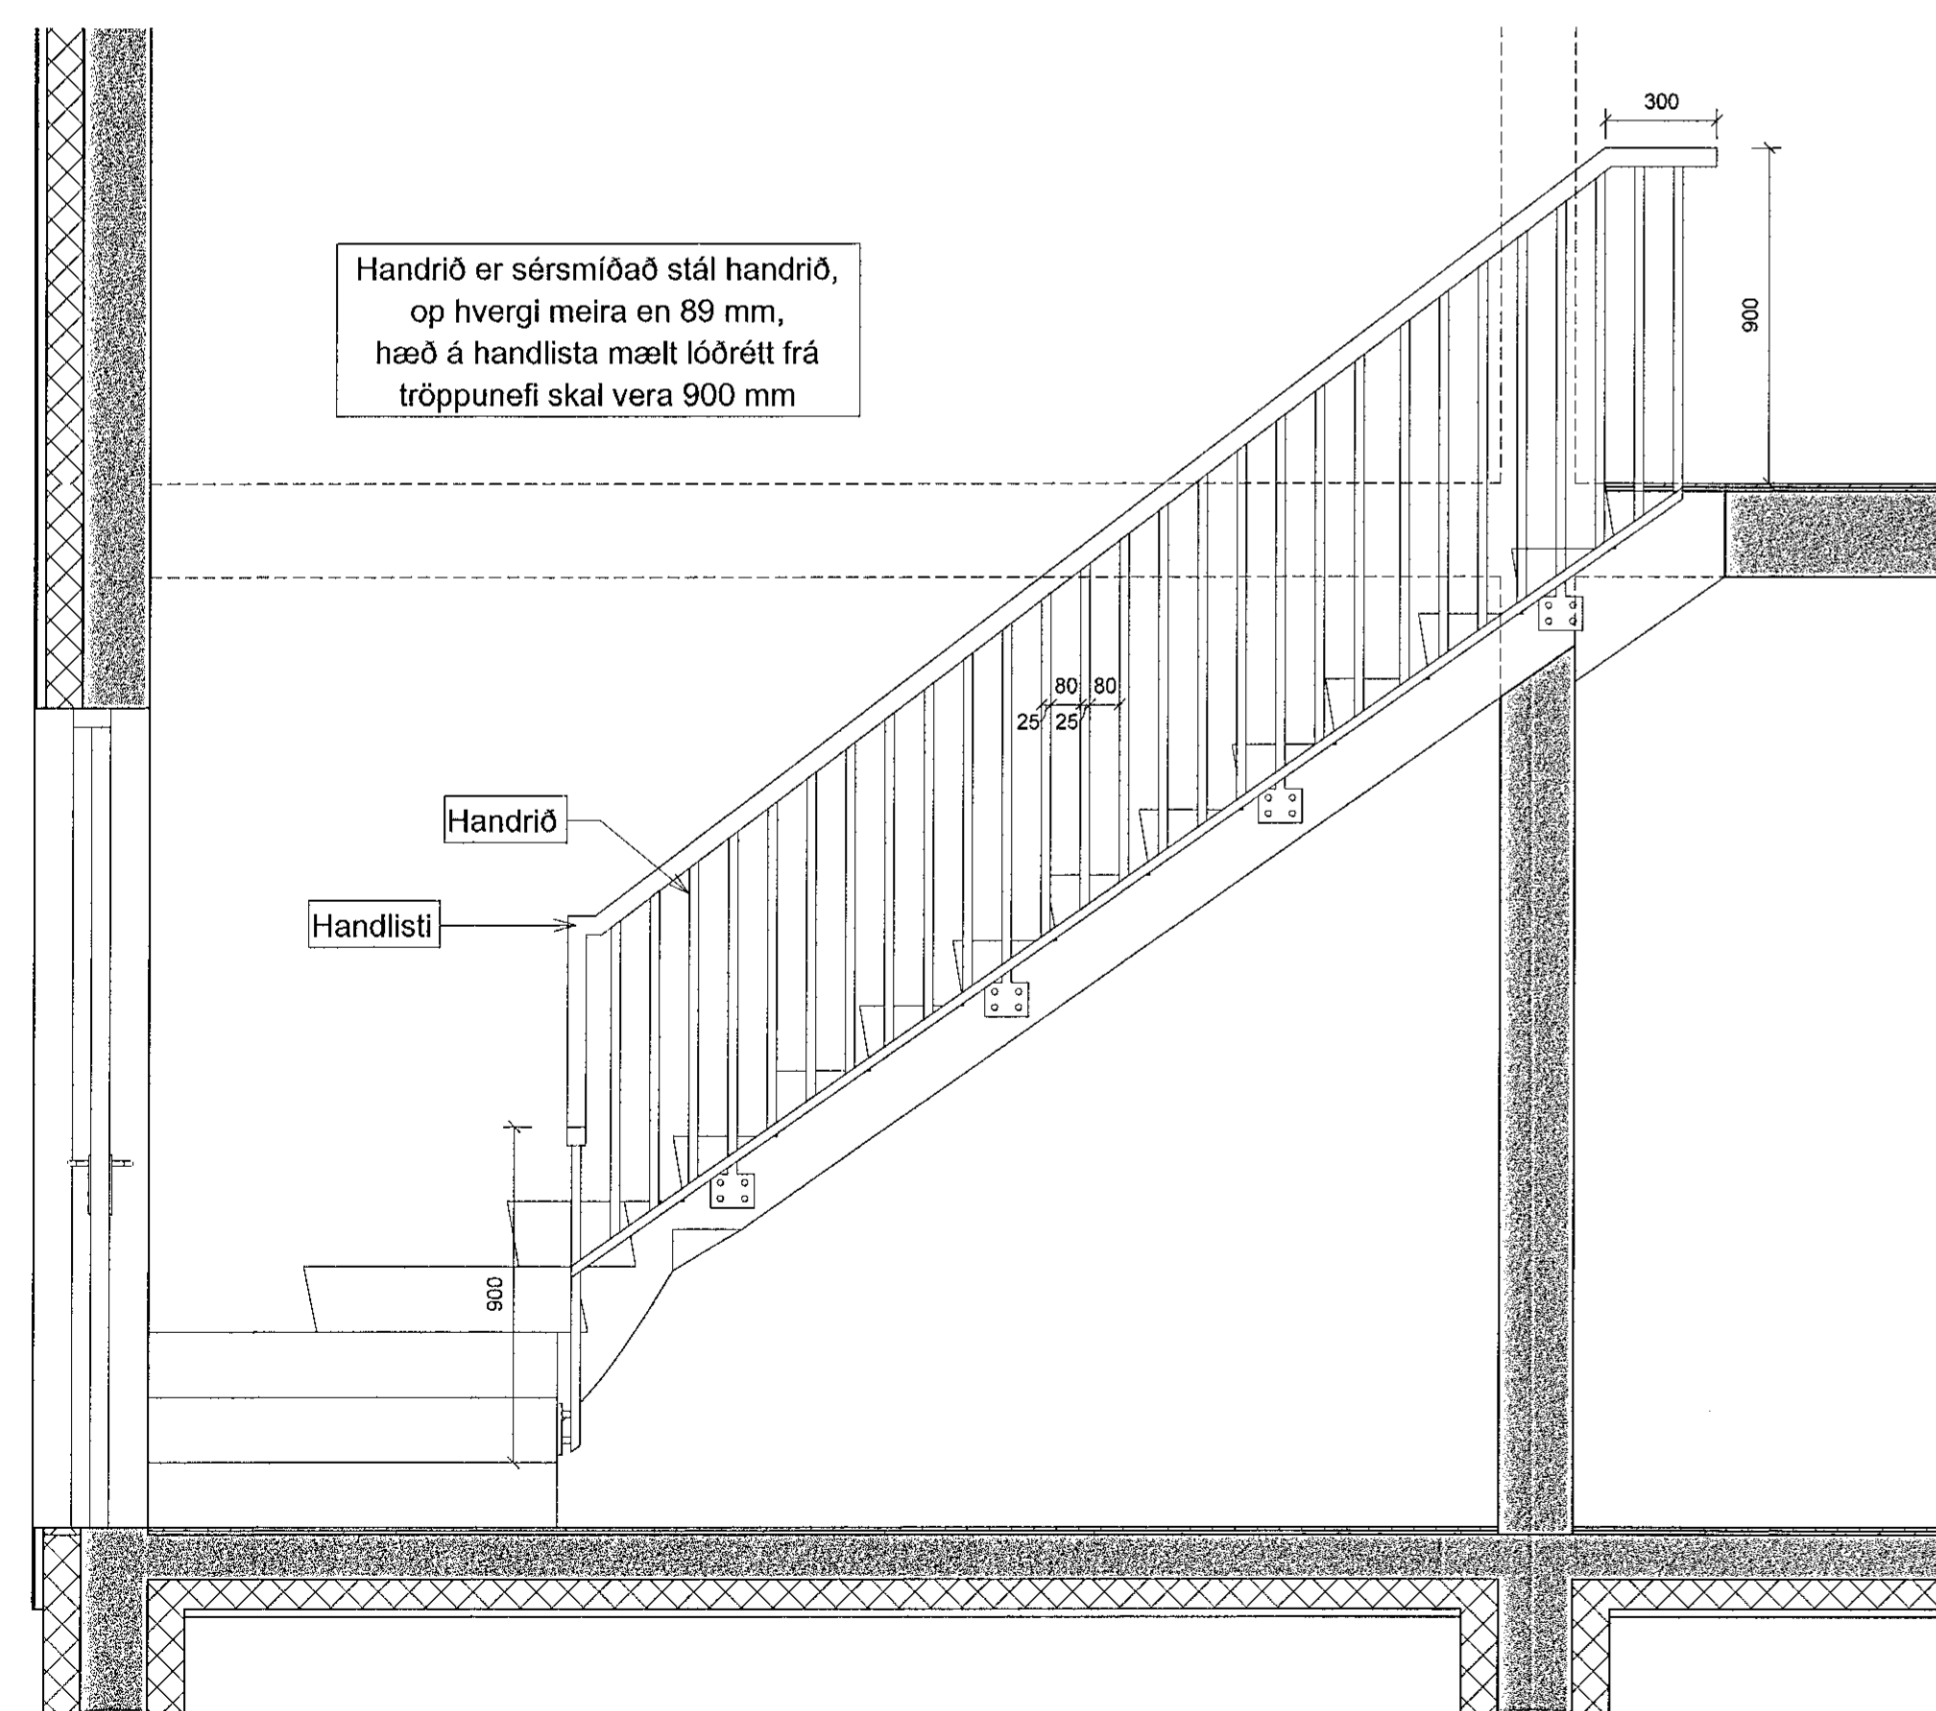 300
Handrið er sérsmíðað stál handrið,
op hvergi meira en 89 mm,
hæð á handlista mælt lóðrétt frá
tröppunefi skal vera 900 mm
900
80 80
25 25
Handrið
Handlisti
900